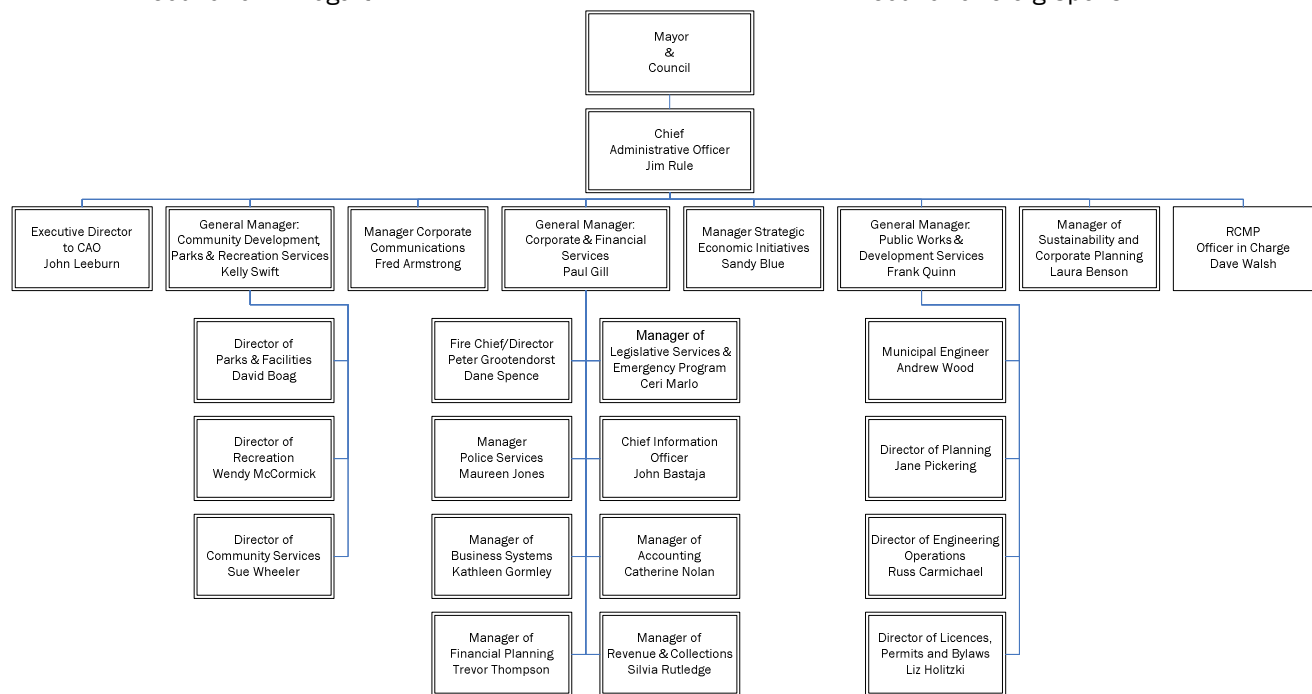 Mayor
&
Council
Chief
Administrative Officer
Jim Rule
Executive Director
to CAO
John Leeburn
General Manager:
Community Development,
Parks & Recreation Services
Kelly Swift
Manager Corporate
Communications
Fred Armstrong
General Manager:
Corporate & Financial
Services
Paul Gill
Manager Strategic
Economic Initiatives
Sandy Blue
General Manager:
Public Works &
Development Services
Frank Quinn
Manager of
Sustainability and
Corporate Planning
Laura Benson
RCMP
Officer in Charge
Dave Walsh
Director of
Parks & Facilities
David Boag
Director of
Recreation
Wendy McCormick
Director of
Community Services
Sue Wheeler
Fire Chief/Director
Peter Grootendorst
Dane Spence
Manager of
Legislative Services &
Emergency Program
Ceri Marlo
Manager
Police Services
Maureen Jones
Chief Information
Officer
John Bastaja
Manager of
Business Systems
Kathleen Gormley
Manager of
Accounting
Catherine Nolan
Manager of
Financial Planning
Trevor Thompson
Manager of
Revenue & Collections
Silvia Rutledge
Municipal Engineer
Andrew Wood
Director of Planning
Jane Pickering
Director of Engineering
Operations
Russ Carmichael
Director of Licences,
Permits and Bylaws
Liz Holitzki